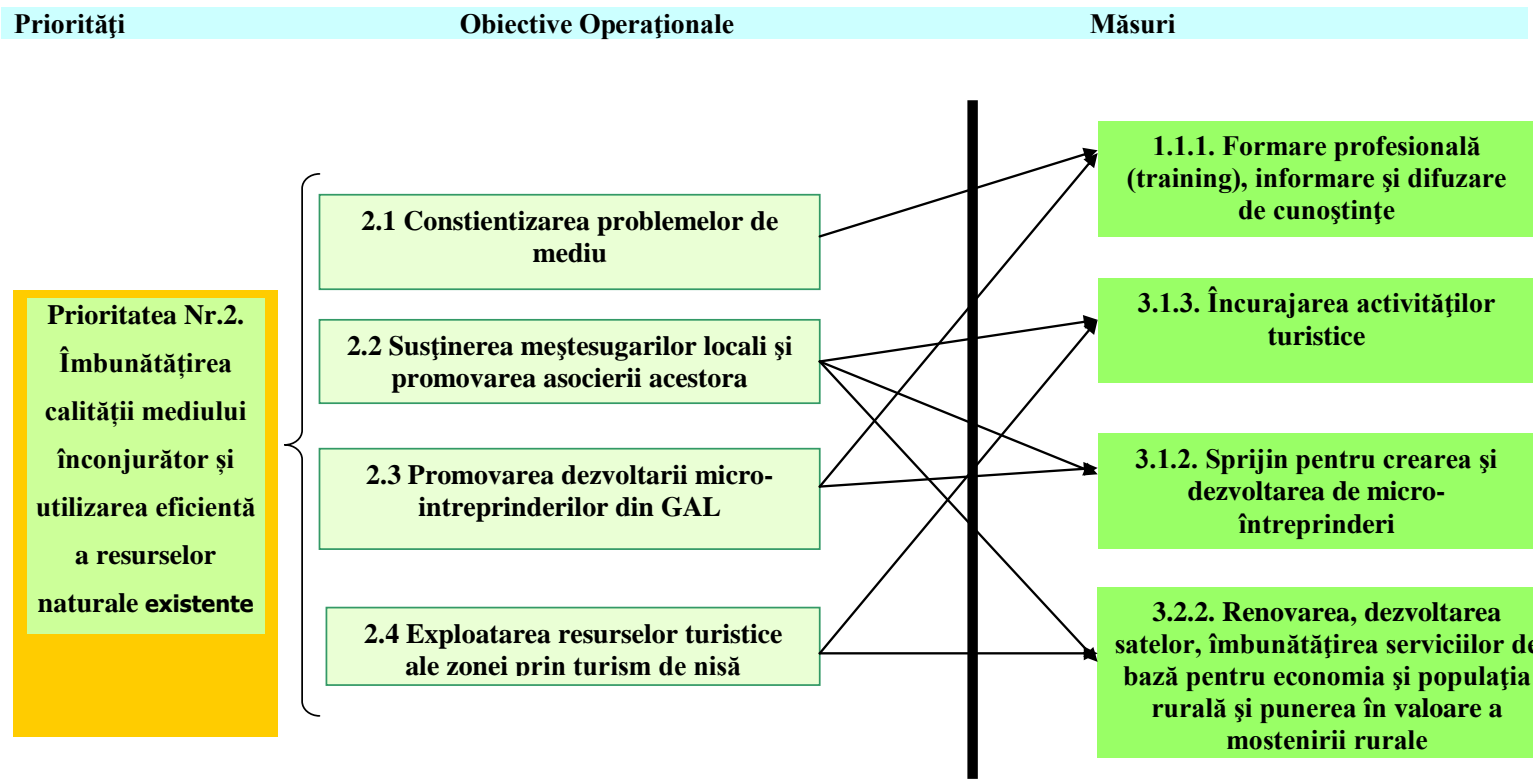 Priorităţi Obiective Operaţionale Măsuri
Prioritatea Nr.2.
Îmbunătățirea
calității mediului
înconjurător și
utilizarea eficientă
a resurselor
naturale existente
2.1 Constientizarea problemelor de
mediu
2.2 Susţinerea meştesugarilor locali şi
promovarea asocierii acestora
2.3 Promovarea dezvoltarii micro-
intreprinderilor din GAL
2.4 Exploatarea resurselor turistice
ale zonei prin turism de nisă
1.1.1. Formare profesională
(training), informare şi difuzare
de cunoştinţe
3.1.3. Încurajarea activităţilor
turistice
3.1.2. Sprijin pentru crearea şi
dezvoltarea de micro-
întreprinderi
3.2.2. Renovarea, dezvoltarea
satelor, îmbunătăţirea serviciilor de
bază pentru economia şi populaţia
rurală şi punerea în valoare a
mostenirii rurale